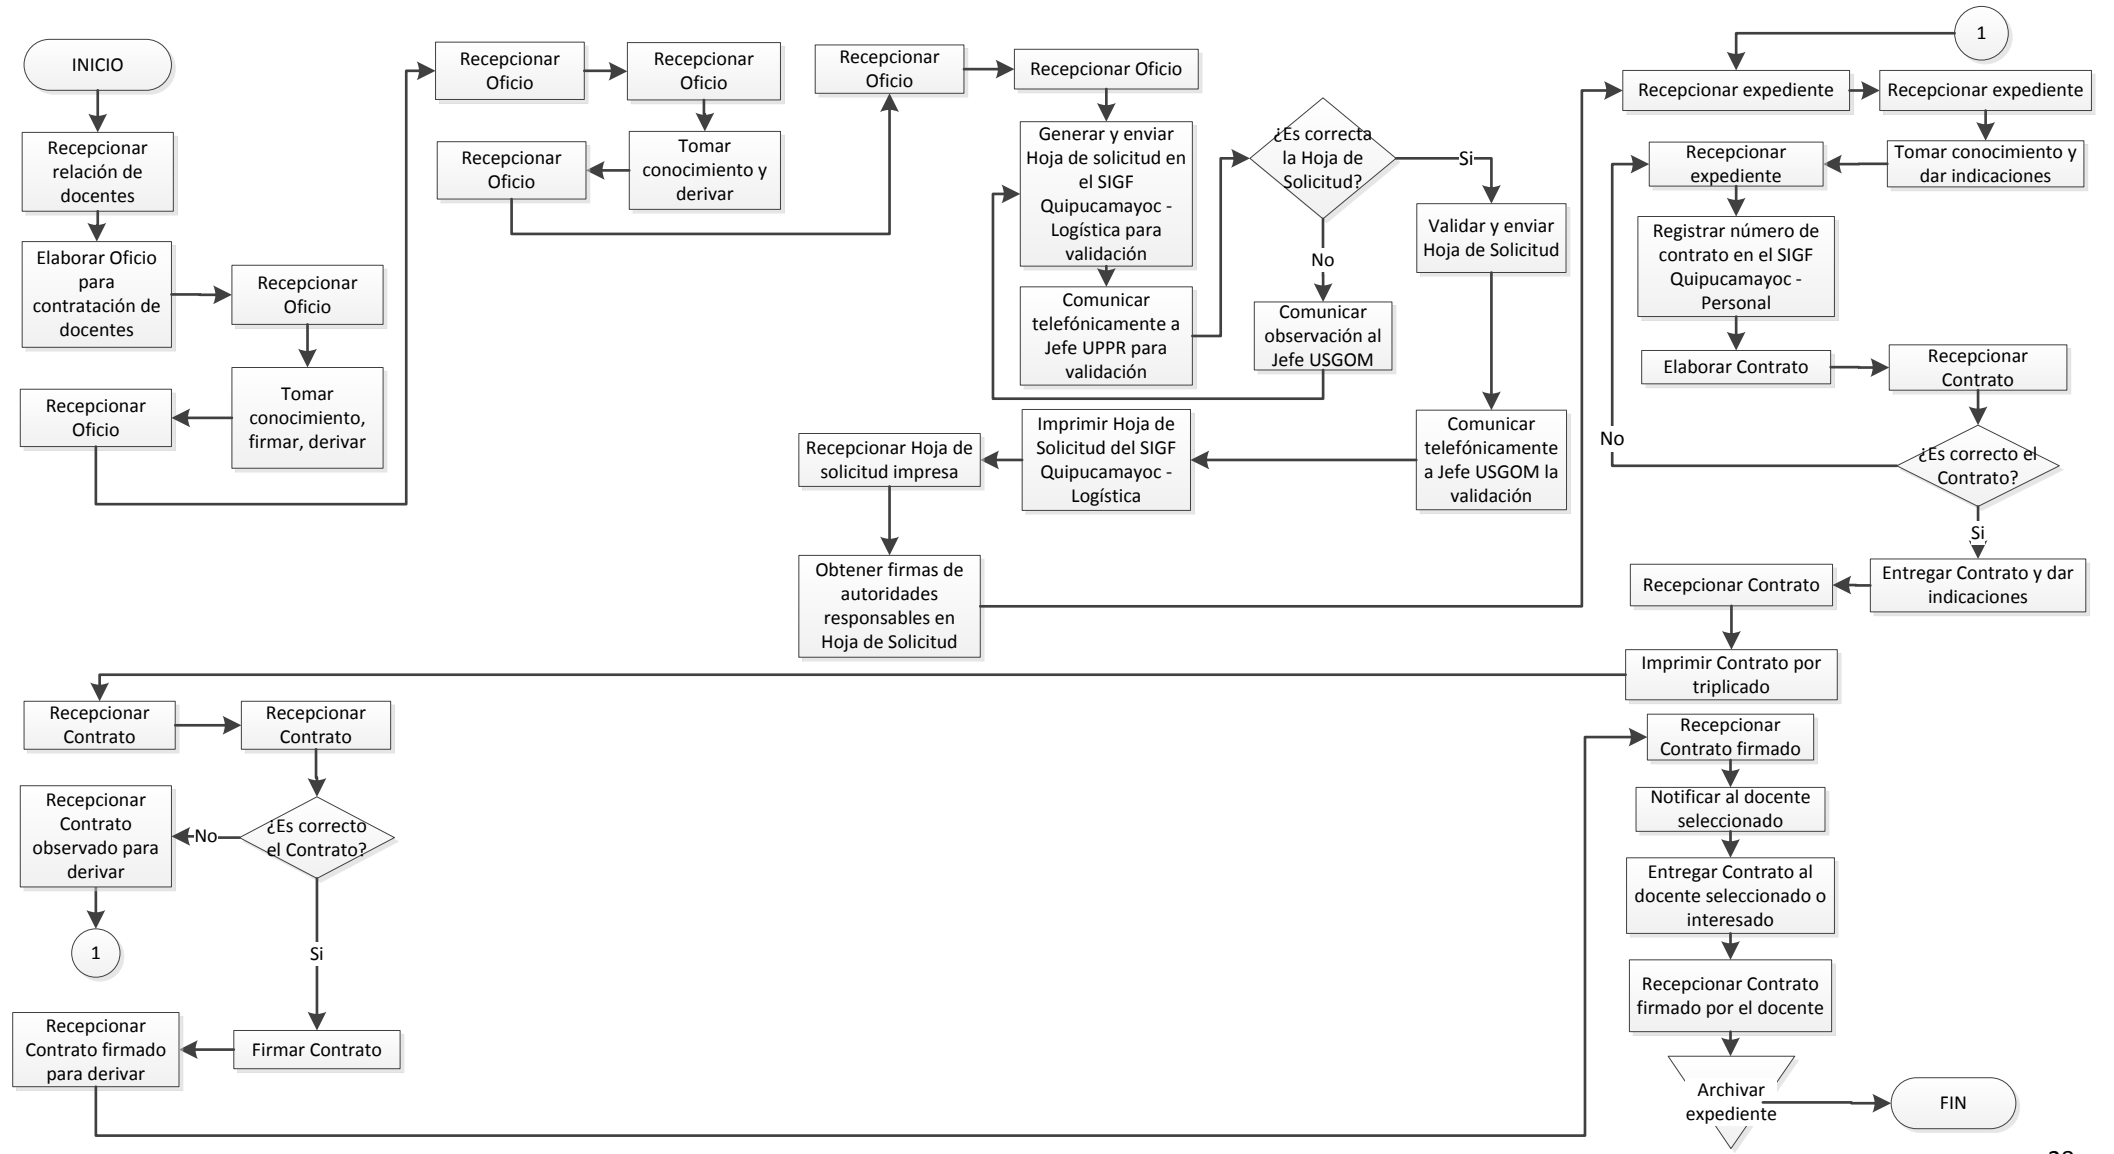 INICIO
Recepcionar
relación de
docentes
Elaborar Oficio
para
contratación de
docentes
Recepcionar
Oficio
Tomar
conocimiento,
firmar, derivar
Recepcionar
Oficio
Recepcionar
Oficio
Recepcionar
Oficio
Tomar
conocimiento y
derivar
Recepcionar
Oficio
Recepcionar
Oficio
Recepcionar Oficio
Generar y enviar
Hoja de solicitud en
el SIGF
Quipucamayoc -
Logística para
validación
Comunicar
telefónicamente a
Jefe UPPR para
validación
¿Es correcta
la Hoja de
Solicitud?
Si
No
Comunicar
observación al
Jefe USGOM
Validar y enviar
Hoja de Solicitud
Comunicar
telefónicamente
a Jefe USGOM la
validación
Imprimir Hoja de
Solicitud del SIGF
Quipucamayoc -
Logística
Recepcionar Hoja de
solicitud impresa
Obtener firmas de
autoridades
responsables en
Hoja de Solicitud
1
Recepcionar expediente
Recepcionar expediente
Tomar conocimiento y
dar indicaciones
Recepcionar
expediente
Registrar número de
contrato en el SIGF
Quipucamayoc -
Personal
Elaborar Contrato
Recepcionar
Contrato
¿Es correcto el
Contrato?
No
Si
Entregar Contrato y dar
indicaciones
Recepcionar Contrato
Imprimir Contrato por
triplicado
Recepcionar
Contrato
Recepcionar
Contrato
¿Es correcto
el Contrato?
No
Recepcionar
Contrato
observado para
derivar
1
Si
Firmar Contrato
Recepcionar
Contrato firmado
para derivar
Recepcionar
Contrato firmado
Notificar al docente
seleccionado
Entregar Contrato al
docente seleccionado o
interesado
Recepcionar Contrato
firmado por el docente
Archivar
expediente
FIN